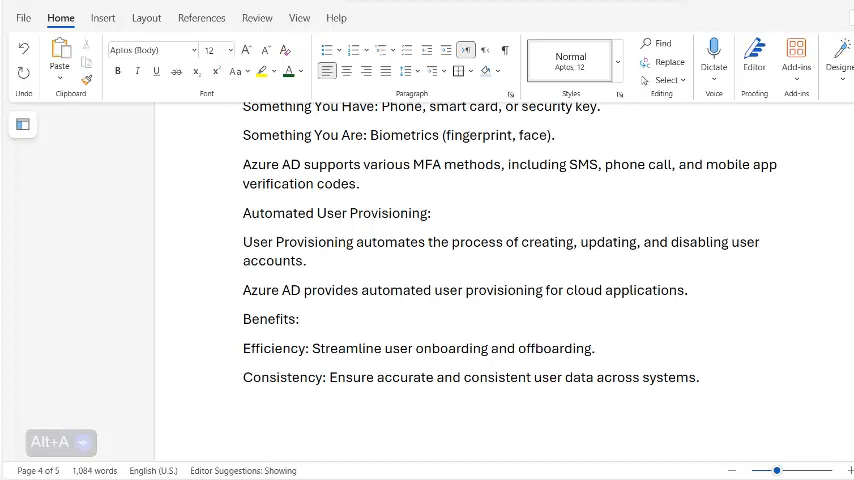 File Home Insert Layout References Review View Help
Aptos (Body) 12 A A A Normal Aptos, 12 Find
Replace
Select
Paste B I U ab x₂ x² Aa A Dictate Editor Add-ins Designe
Undo Clipboard Font Paragraph Styles Editing Voice Proofing Add-ins
Something You Have: Phone, smart card, or security key.
Something You Are: Biometrics (fingerprint, face).
Azure AD supports various MFA methods, including SMS, phone call, and mobile app
verification codes.
Automated User Provisioning:
User Provisioning automates the process of creating, updating, and disabling user
accounts.
Azure AD provides automated user provisioning for cloud applications.
Benefits:
Efficiency: Streamline user onboarding and offboarding.
Consistency: Ensure accurate and consistent user data across systems.
Alt+A
Page 4 of 5 1,084 words English (U.S.) Editor Suggestions: Showing